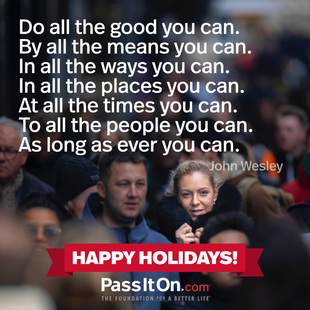 Do all the good you can.
By all the means you can.
In all the ways you can.
In all the places you can.
At all the times you can.
To all the people you can.
As long as ever you can.
John Wesley
HAPPY HOLIDAYS!
PassItOn.com
THE FOUNDATION FOR A BETTER LIFE